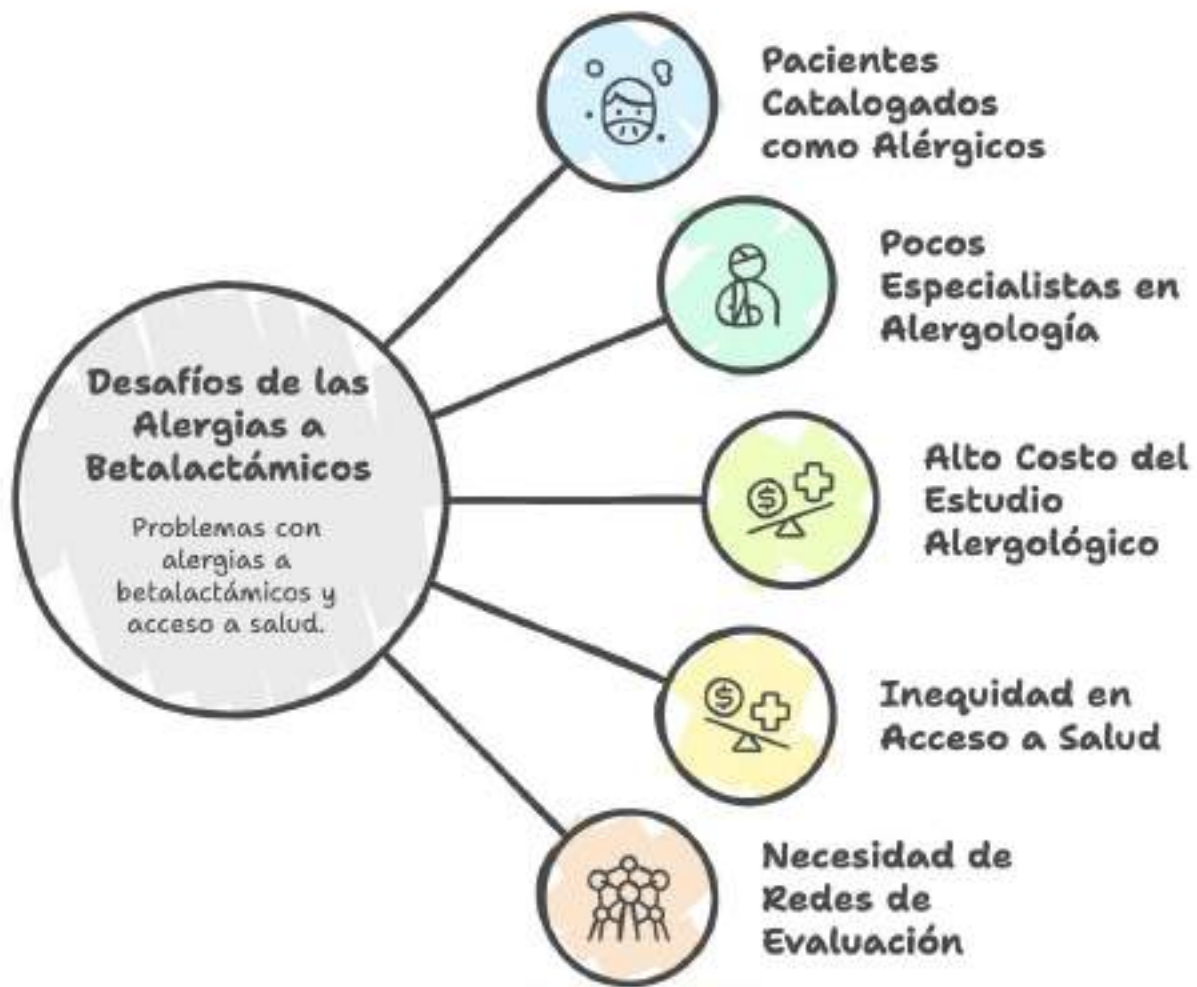 Pacientes
Catalogados
como Alérgicos
Pocos
Especialistas en
Alergología
Desafíos de las
Alergias a
Betalactámicos
Problemas con
alergias a
betalactámicos y
acceso a salud.
Alto Costo del
Estudio
Alergológico
Inequidad en
Acceso a Salud
Necesidad de
Redes de
Evaluación